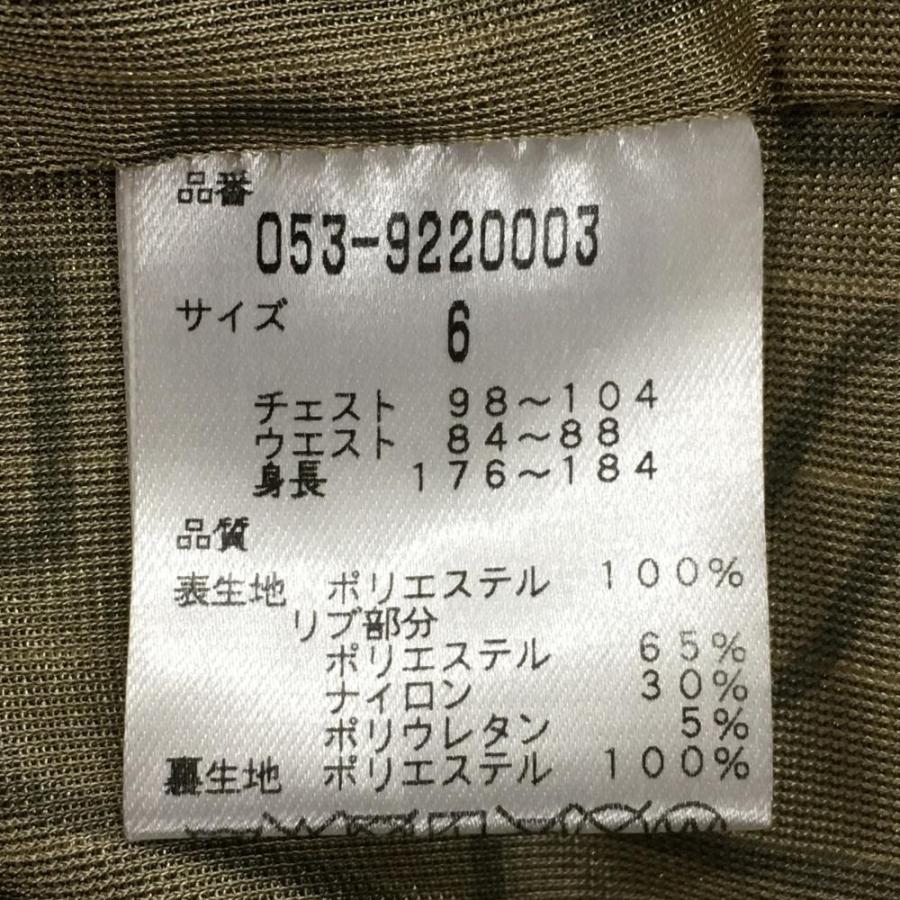 品番
053-9220003
サイズ 6
チェスト 98～104
ウエスト 84～88
身長 176～184
品質
表生地 ポリエステル 100%
リブ部分
ポリエステル 65%
ナイロン 30%
ポリウレタン 5%
裏生地 ポリエステル 100%